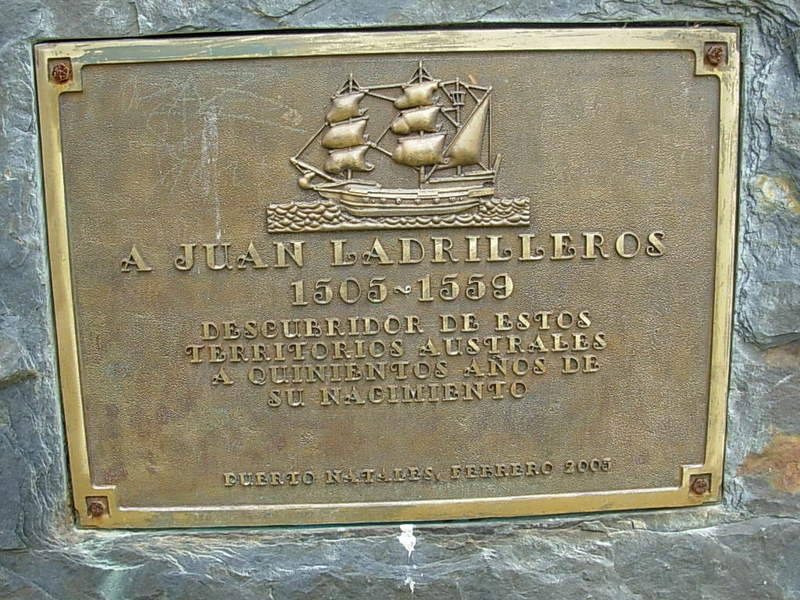 A JUAN LADRILLEROS
1505~1559
DESCUBRIDOR DE ESTOS
TERRITORIOS AUSTRALES
A QUINIENTOS AÑOS DE
SU NACIMIENTO
PUERTO NATALES, FEBRERO 2005